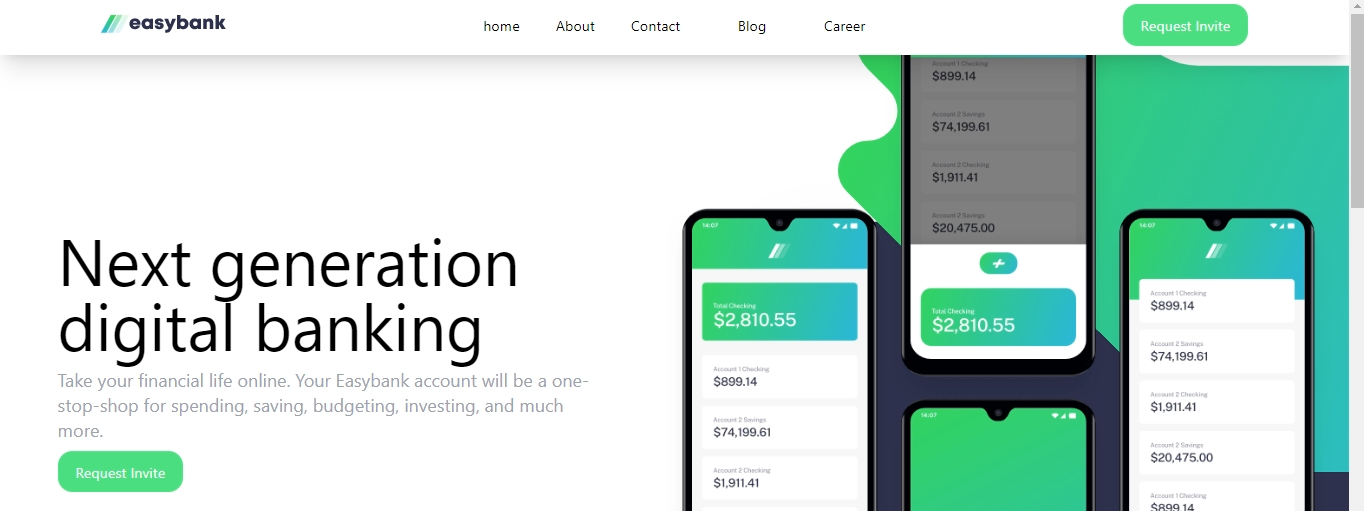 easybank
home About Contact Blog Career
Request Invite
Next generation
digital banking
Take your financial life online. Your Easybank account will be a one-
stop-shop for spending, saving, budgeting, investing, and much
more.
Request Invite
14:07
Total Checking
$2,810.55
Account 1 Checking
$899.14
Account 2 Savings
$74,199.61
Account 2 Checking
$1,911.41
Account 1 Checking
$899.14
Account 2 Savings
$74,199.61
Account 2 Checking
$1,911.41
Account 2 Savings
$20,475.00
Total Checking
$2,810.55
14:07
14:07
Account 1 Checking
$899.14
Account 2 Savings
$74,199.61
Account 2 Checking
$1,911.41
Account 2 Savings
$20,475.00
Account 1 Checking
$899.14